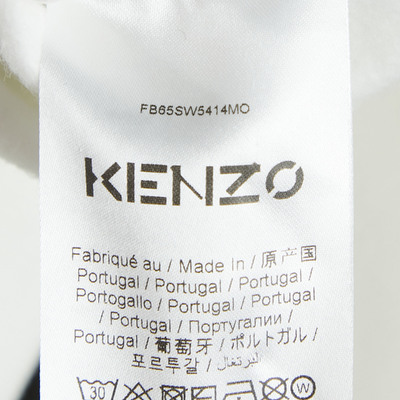 FB65SW5414MO
KENZO
Fabriqué au / Made In / 原产国
Portugal / Portugal / Portugal /
Portogallo / Portugal / Portugal
/ Portugal / Португалии /
Portugal / 葡萄牙 / ポルトガル /
포르투갈 / البرتغال
30 W